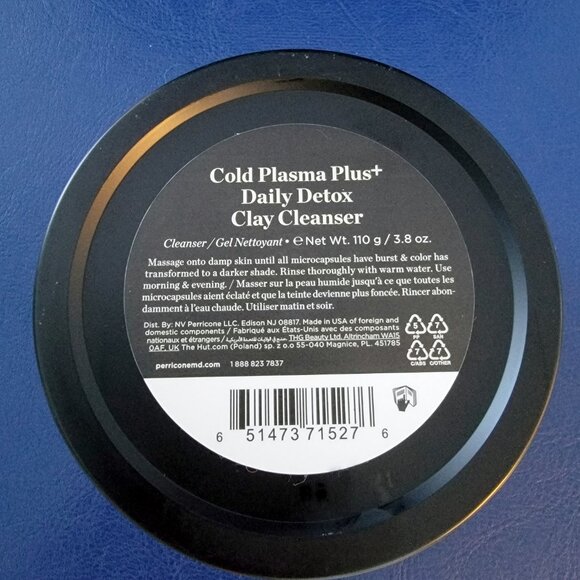 Cold Plasma Plus+
Daily Detox
Clay Cleanser
Cleanser / Gel Nettoyant • ℮ Net Wt. 110 g / 3.8 oz.
Massage onto damp skin until all microcapsules have burst & color has
transformed to a darker shade. Rinse thoroughly with warm water. Use
morning & evening. / Masser sur la peau humide jusqu'à ce que toutes les
microcapsules aient éclaté et que la teinte devienne plus foncée. Rincer abon-
damment à l'eau chaude. Utiliser matin et soir.
Dist. By: NV Perricone LLC. Edison NJ 08817. Made in USA of foreign and
domestic components / Fabriqué aux États-Unis avec des composants
nationaux et étrangers / THG Beauty Ltd. Altrincham WA15
0AF, UK The Hut.com (Poland) sp. z o.o 55-040 Magnice, PL. 451785
perriconemd.com 1 888 823 7837
5
PP
7
SAN
7
C/ABS
7
C/OTHER
6 51473 71527 6